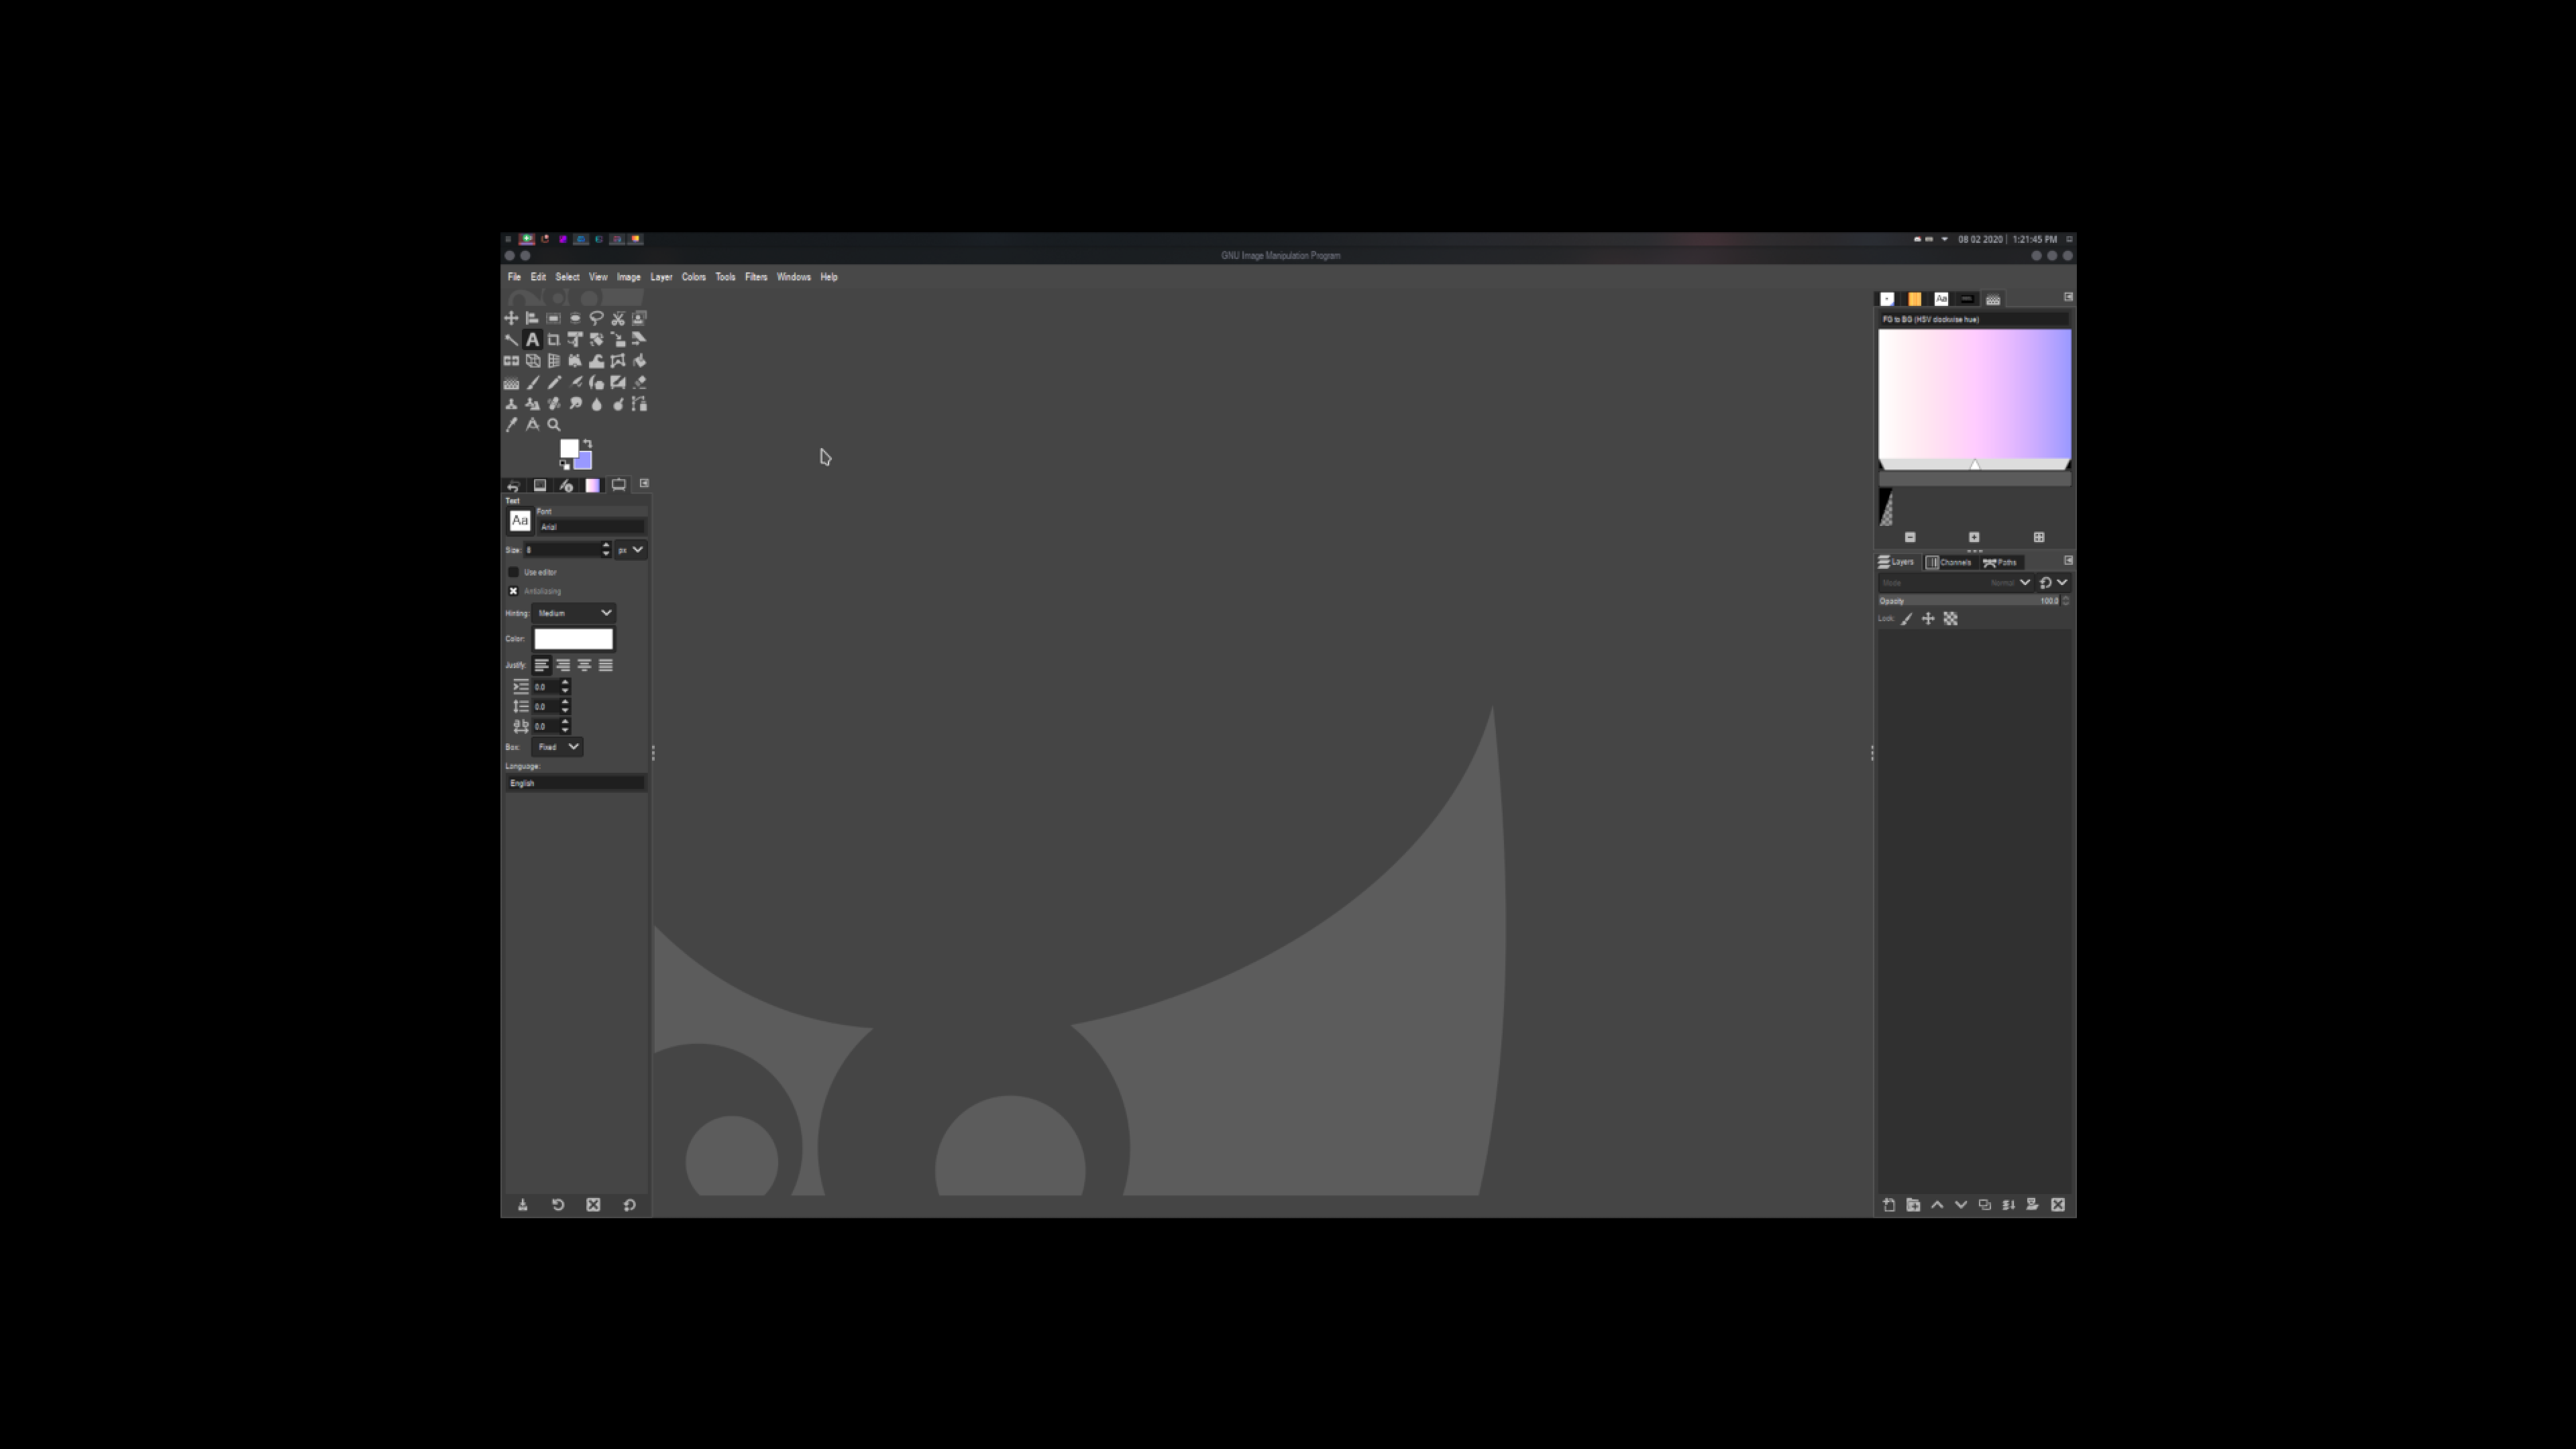 08 02 2020 | 1:21:45 PM
GNU Image Manipulation Program
File Edit Select View Image Layer Colors Tools Filters Windows Help
FG to BG (HSV clockwise hue)
Text
Font
Aa Arial
Size: 8 px
Use editor
Antialiasing
Hinting: Medium
Color:
Justify:
0.0
0.0
0.0
Box: Fixed
Language:
English
Layers Channels Paths
Mode Normal
Opacity 100.0
Lock: